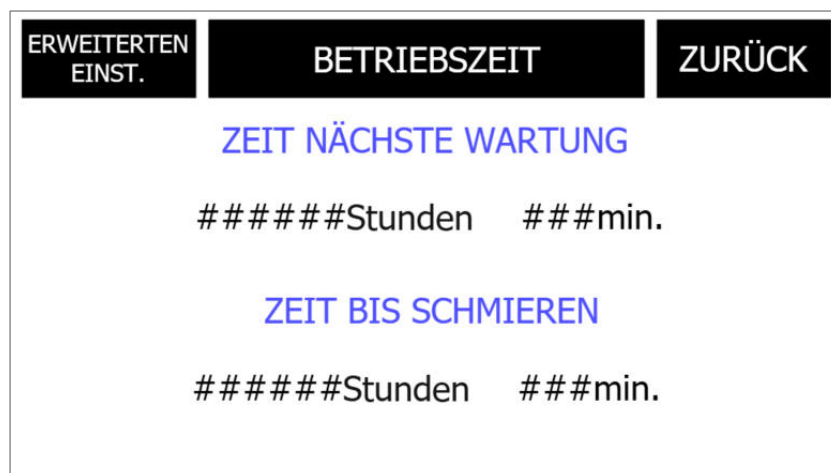 ERWEITERTEN
EINST.
BETRIEBSZEIT
ZURÜCK
ZEIT NÄCHSTE WARTUNG
######Stunden ###min.
ZEIT BIS SCHMIEREN
######Stunden ###min.